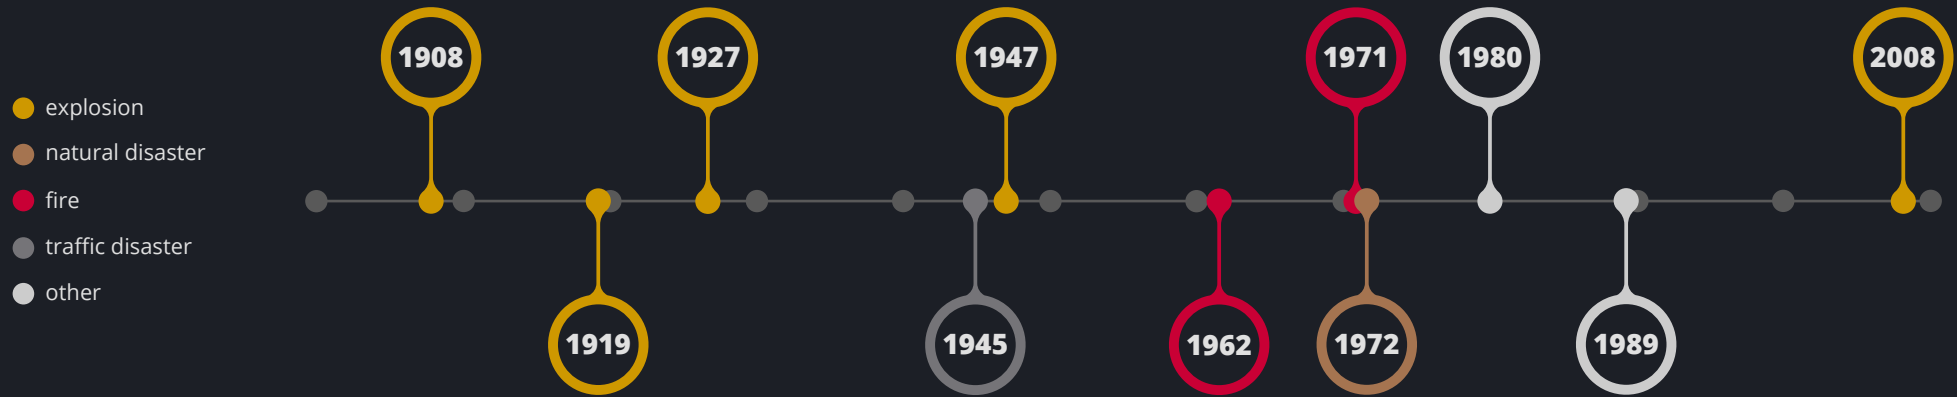 1908
1927
1947
1971
1980
2008
explosion
natural disaster
fire
traffic disaster
other
1919
1945
1962
1972
1989